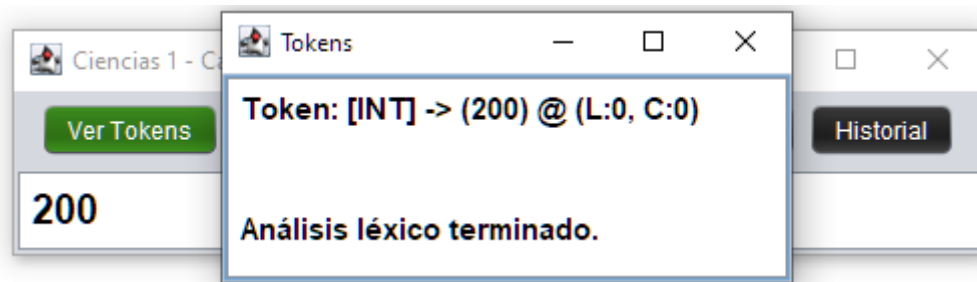 Ciencias 1 - Ca
Tokens
Ver Tokens
Historial
200
Token: [INT] -> (200) @ (L:0, C:0)
Análisis léxico terminado.